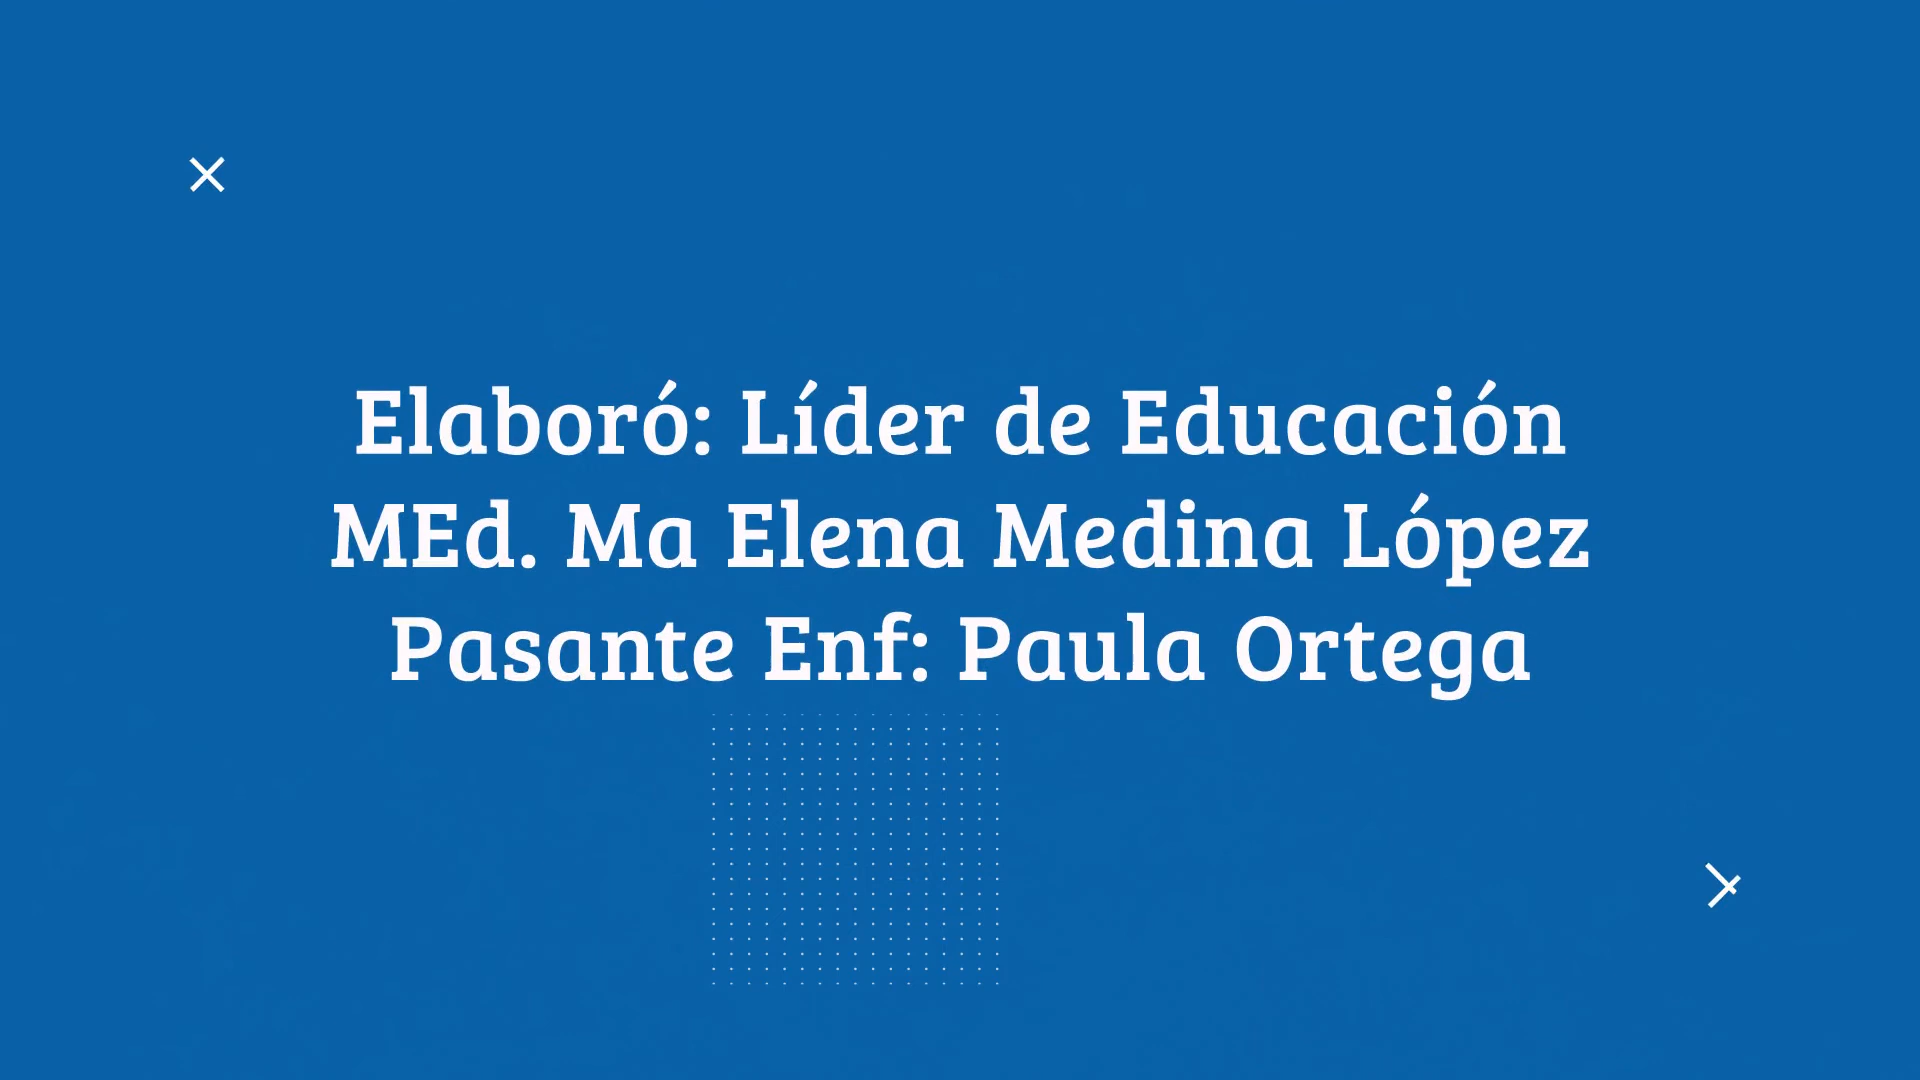 Elaboró: Líder de Educación
MEd. Ma Elena Medina López
Pasante Enf: Paula Ortega